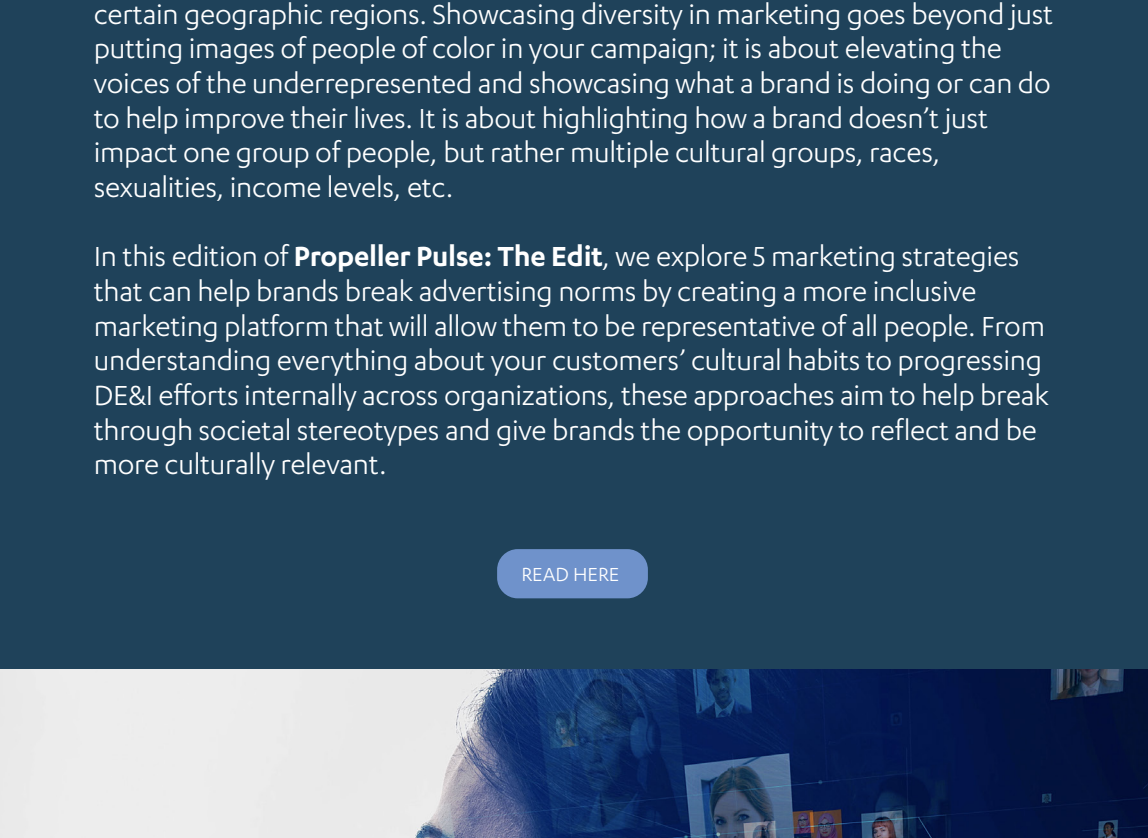 certain geographic regions. Showcasing diversity in marketing goes beyond just
putting images of people of color in your campaign; it is about elevating the
voices of the underrepresented and showcasing what a brand is doing or can do
to help improve their lives. It is about highlighting how a brand doesn’t just
impact one group of people, but rather multiple cultural groups, races,
sexualities, income levels, etc.
In this edition of Propeller Pulse: The Edit, we explore 5 marketing strategies
that can help brands break advertising norms by creating a more inclusive
marketing platform that will allow them to be representative of all people. From
understanding everything about your customers’ cultural habits to progressing
DE&I efforts internally across organizations, these approaches aim to help break
through societal stereotypes and give brands the opportunity to reflect and be
more culturally relevant.
READ HERE